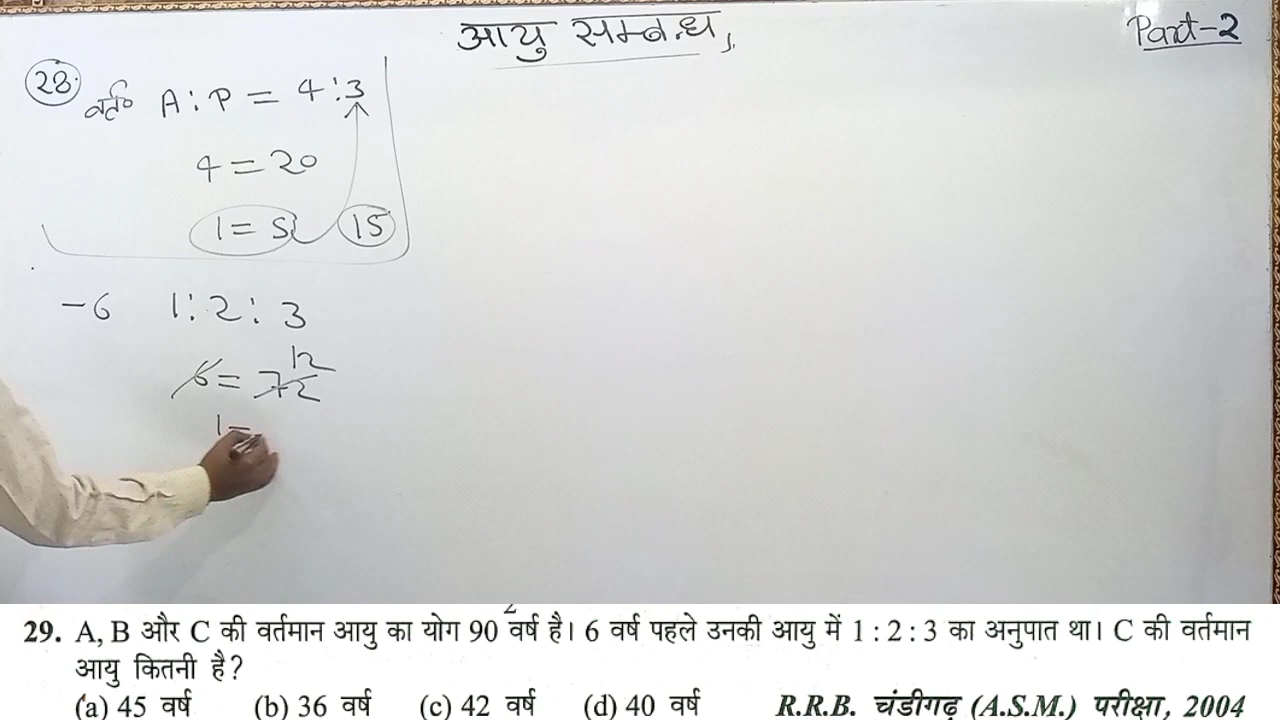 आयु सम्बन्ध,
Part-2
28.
वर्त० A : P = 4 : 3
4 = 20
1 = 5 15
-6 1 : 2 : 3
6 = 72 12
1 =
29. A, B और C की वर्तमान आयु का योग 90 वर्ष है। 6 वर्ष पहले उनकी आयु में 1 : 2 : 3 का अनुपात था। C की वर्तमान
आयु कितनी है?
(a) 45 वर्ष (b) 36 वर्ष (c) 42 वर्ष (d) 40 वर्ष R.R.B. चंडीगढ़ (A.S.M.) परीक्षा, 2004